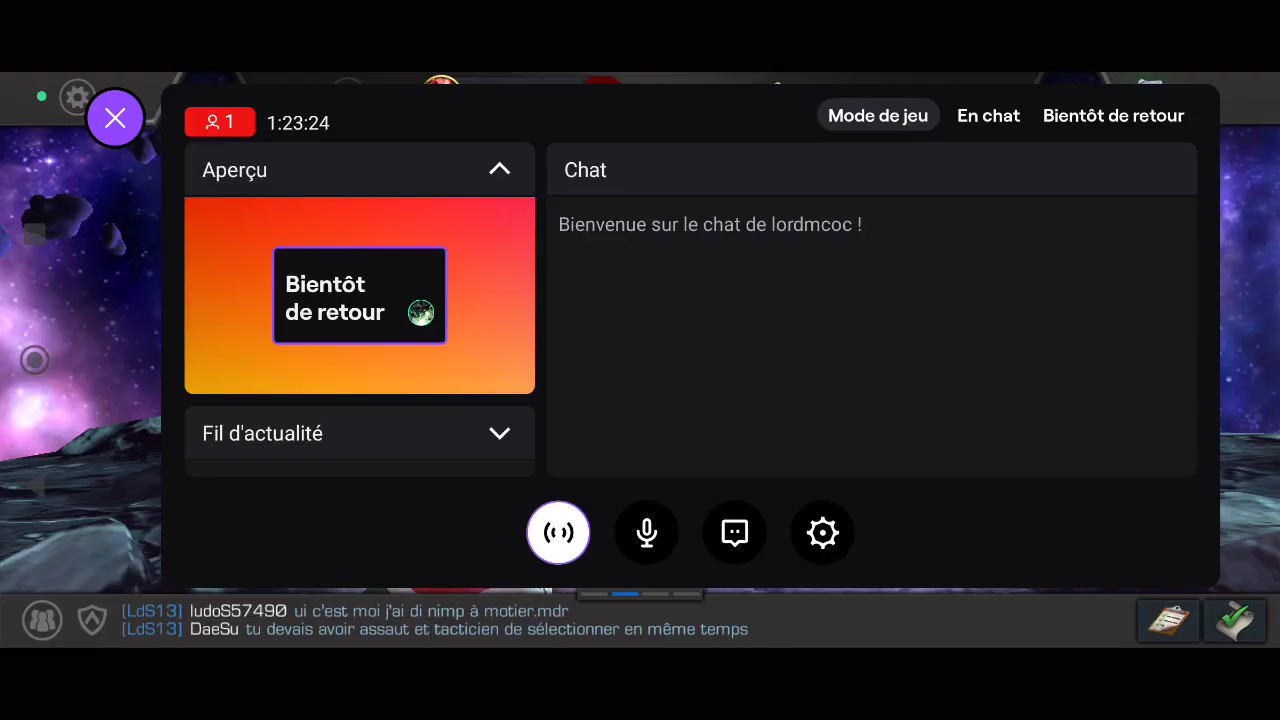 1
1:23:24
Mode de jeu
En chat
Bientôt de retour
Aperçu
Bientôt
de retour
Fil d'actualité
Chat
Bienvenue sur le chat de lordmcoc !
[LdS13] ludoS57490 ui c'est moi j'ai di nimp à motier.mdr
[LdS13] DaeSu tu devais avoir assaut et tacticien de sélectionner en même temps